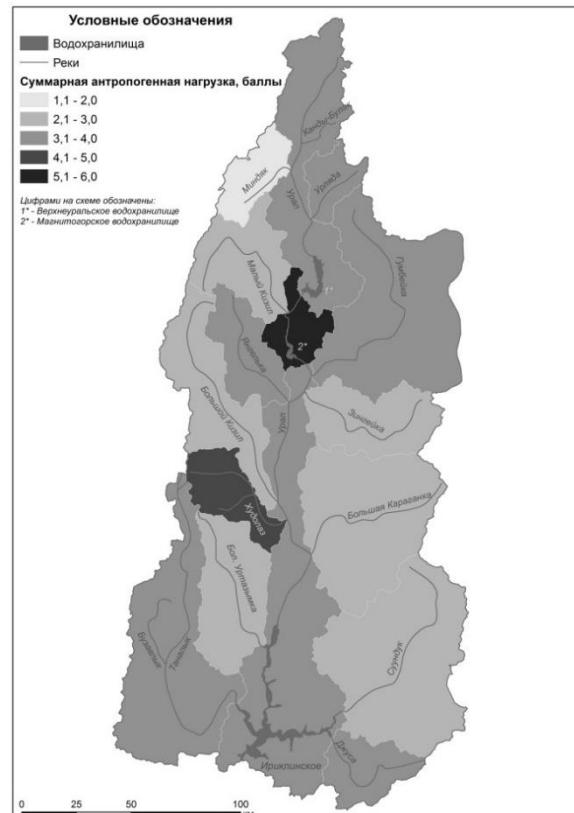 Условные обозначения
Водохранилища
Реки
Суммарная антропогенная нагрузка, баллы
1,1 - 2,0
2,1 - 3,0
3,1 - 4,0
4,1 - 5,0
5,1 - 6,0
Цифрами на схеме обозначены:
1* - Верхнеуральское водохранилище
2* - Магнитогорское водохранилище
Миндяк
Урал
Урляда
Гумбейка
Малый Кизил
1*
2*
Янгелька
Большой Кизил
Урал
Зингейка
Худолаз
Большая Караганка
Бол. Уртазымка
Бузавлык
Таналык
Суундук
Ириклинское
Джуса
0 25 50 100